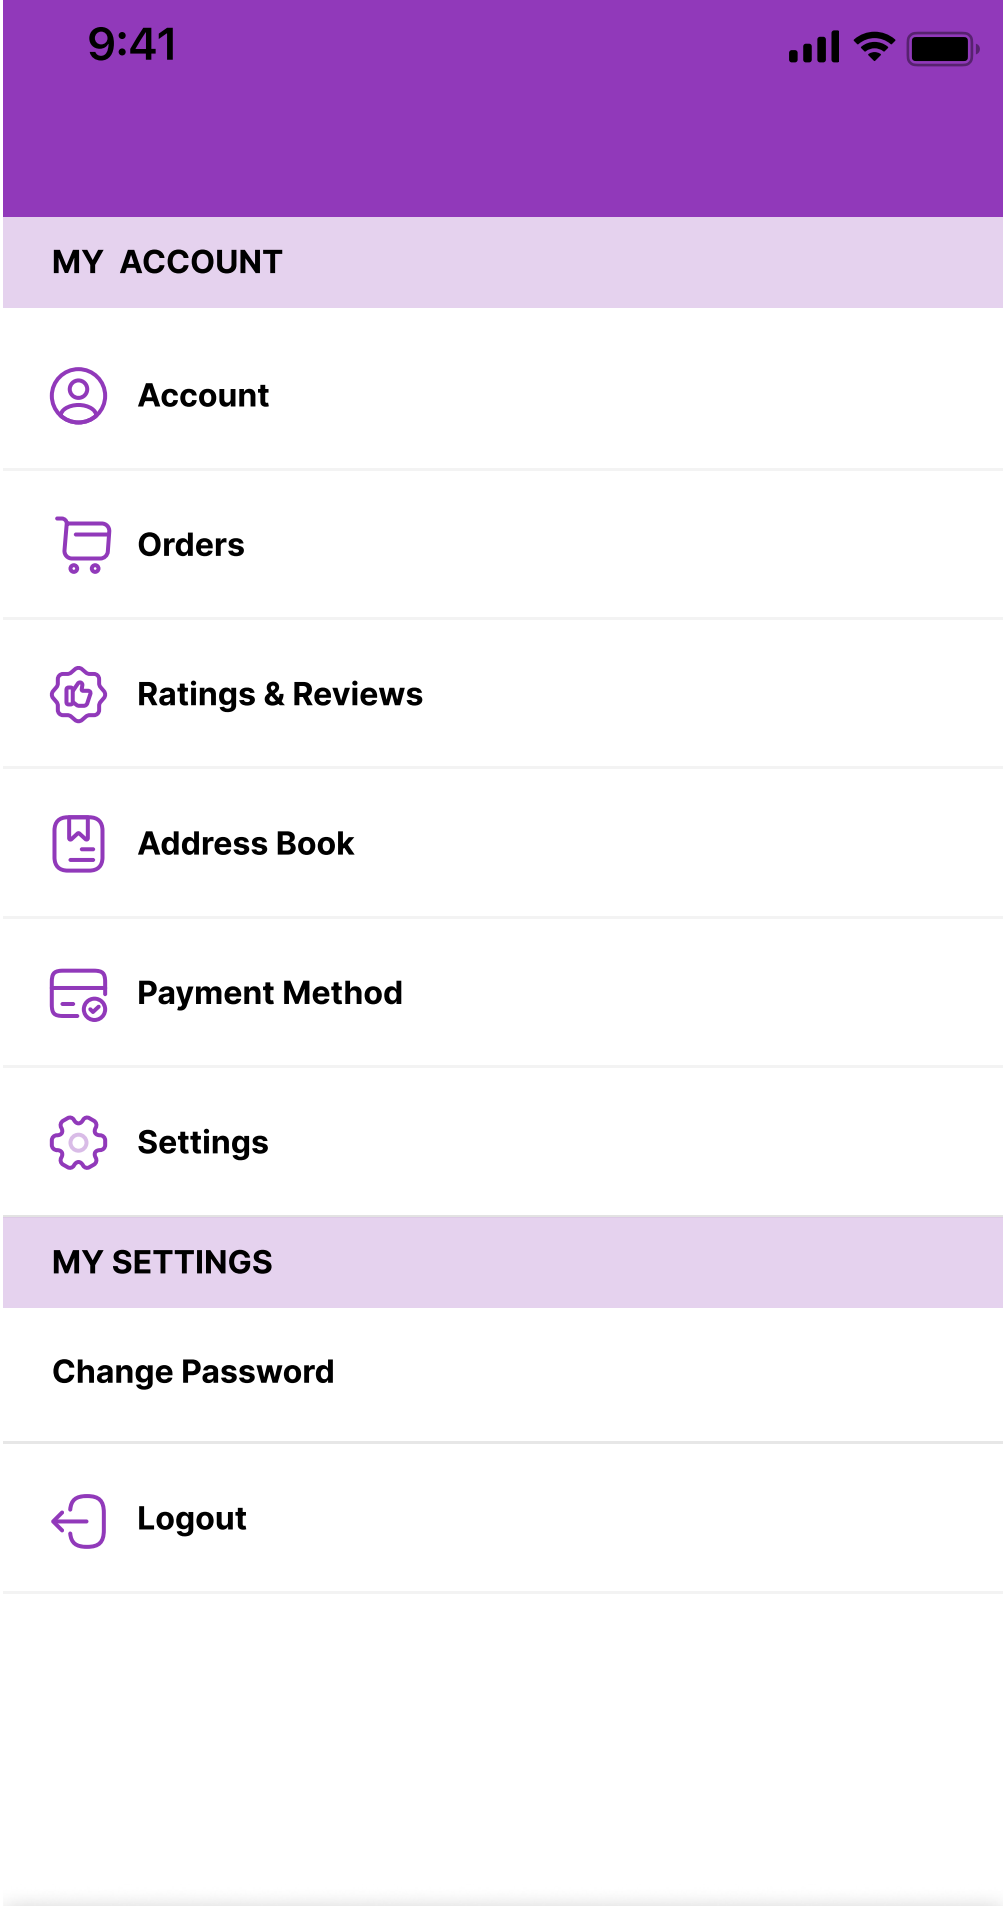 9:41
MY  ACCOUNT
Account
Orders
Ratings & Reviews
Address Book
Payment Method
Settings
MY SETTINGS
Change Password
Logout